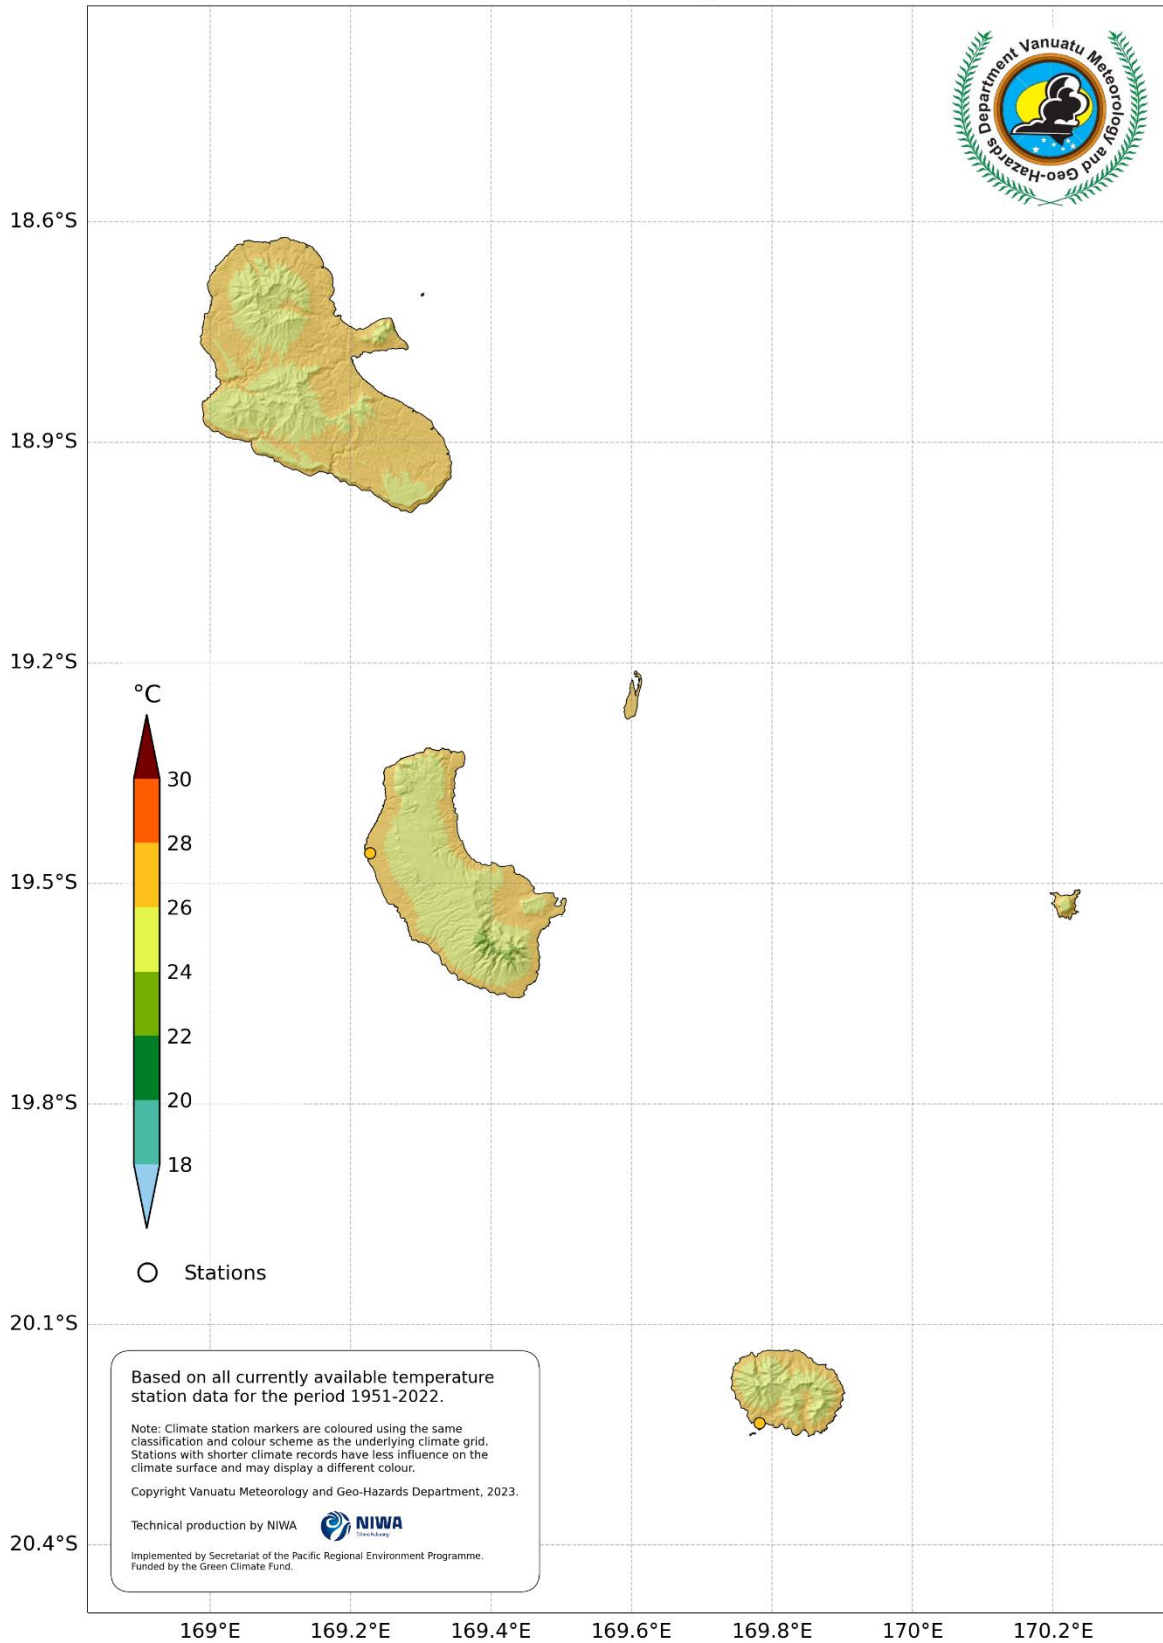 Vanuatu Meteorology and Geo-Hazards Department
18.6°S
18.9°S
19.2°S
19.5°S
19.8°S
20.1°S
20.4°S
°C
30
28
26
24
22
20
18
Stations
Based on all currently available temperature
station data for the period 1951-2022.
Note: Climate station markers are coloured using the same
classification and colour scheme as the underlying climate grid.
Stations with shorter climate records have less influence on the
climate surface and may display a different colour.
Copyright Vanuatu Meteorology and Geo-Hazards Department, 2023.
Technical production by NIWA
NIWA
Taihoro Nukurangi
Implemented by Secretariat of the Pacific Regional Environment Programme.
Funded by the Green Climate Fund.
169°E
169.2°E
169.4°E
169.6°E
169.8°E
170°E
170.2°E